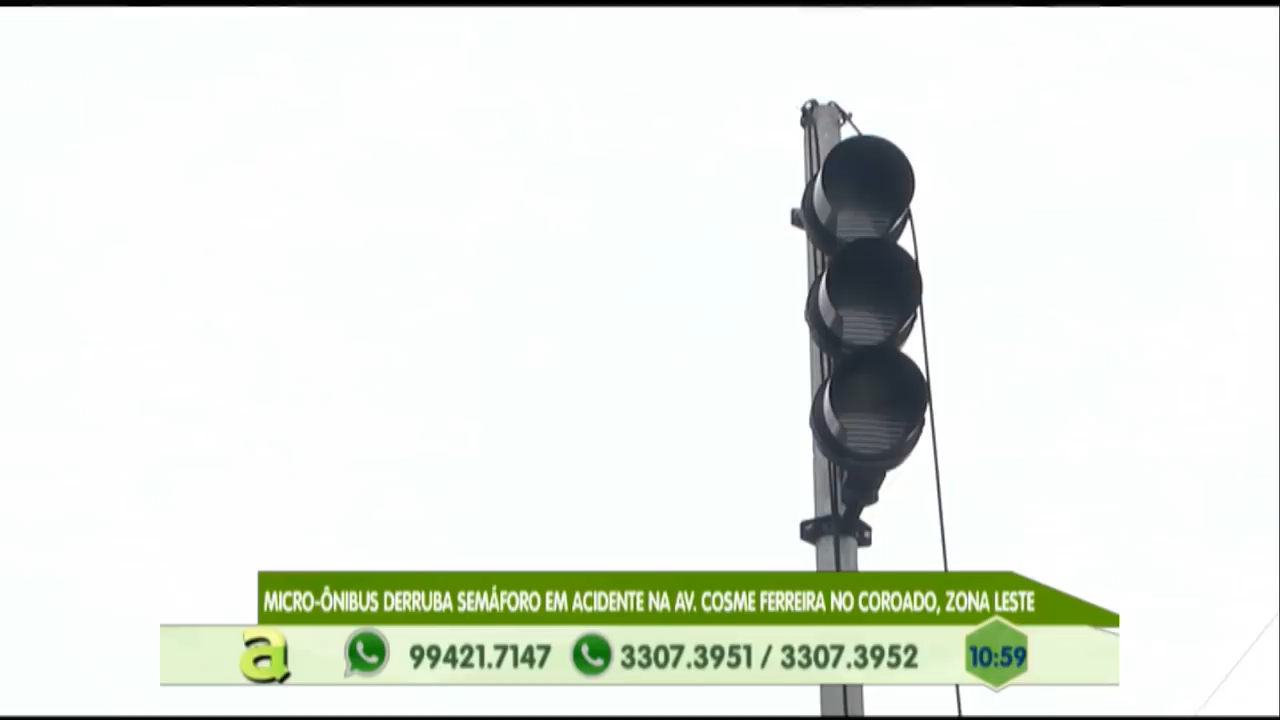 MICRO-ÔNIBUS DERRUBA SEMÁFORO EM ACIDENTE NA AV. COSME FERREIRA NO COROADO, ZONA LESTE
a 99421.7147 3307.3951 / 3307.3952 10:59